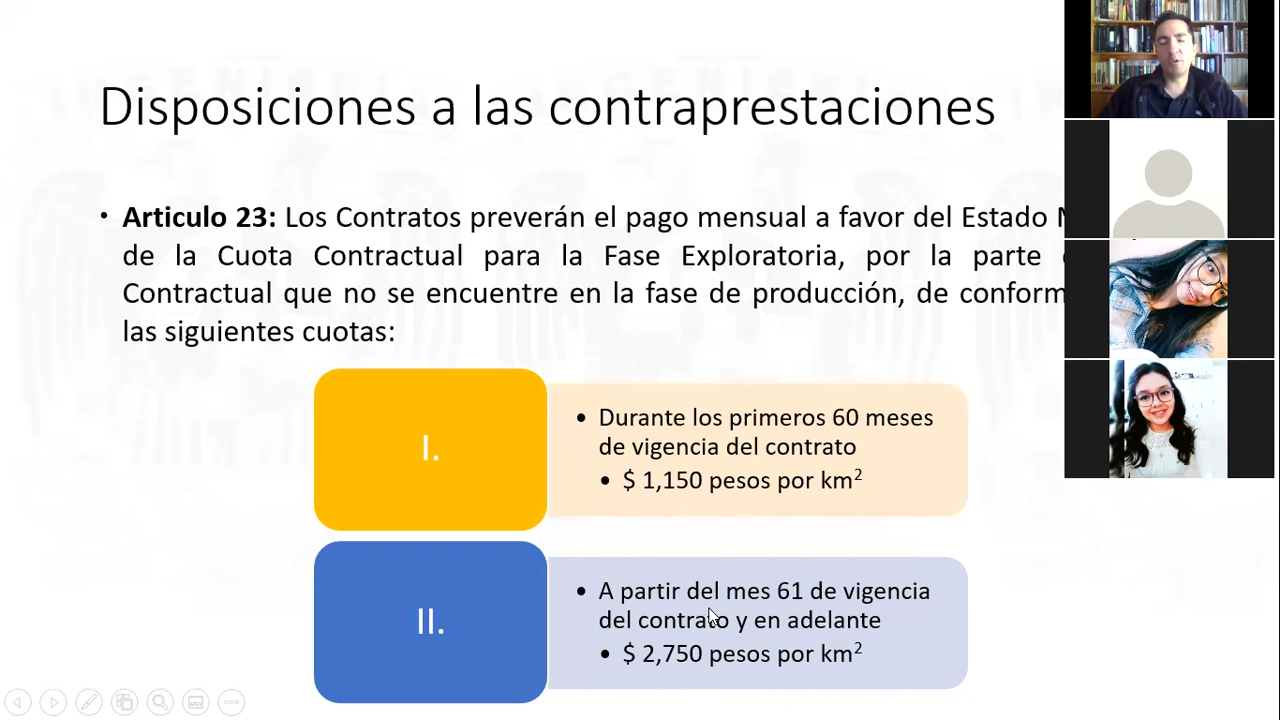 Disposiciones a las contraprestaciones
• Articulo 23: Los Contratos preverán el pago mensual a favor del Estado
de la Cuota Contractual para la Fase Exploratoria, por la parte
Contractual que no se encuentre en la fase de producción, de
las siguientes cuotas:
I.
• Durante los primeros 60 meses
de vigencia del contrato
• $ 1,150 pesos por km²
II.
• A partir del mes 61 de vigencia
del contrato y en adelante
• $ 2,750 pesos por km²